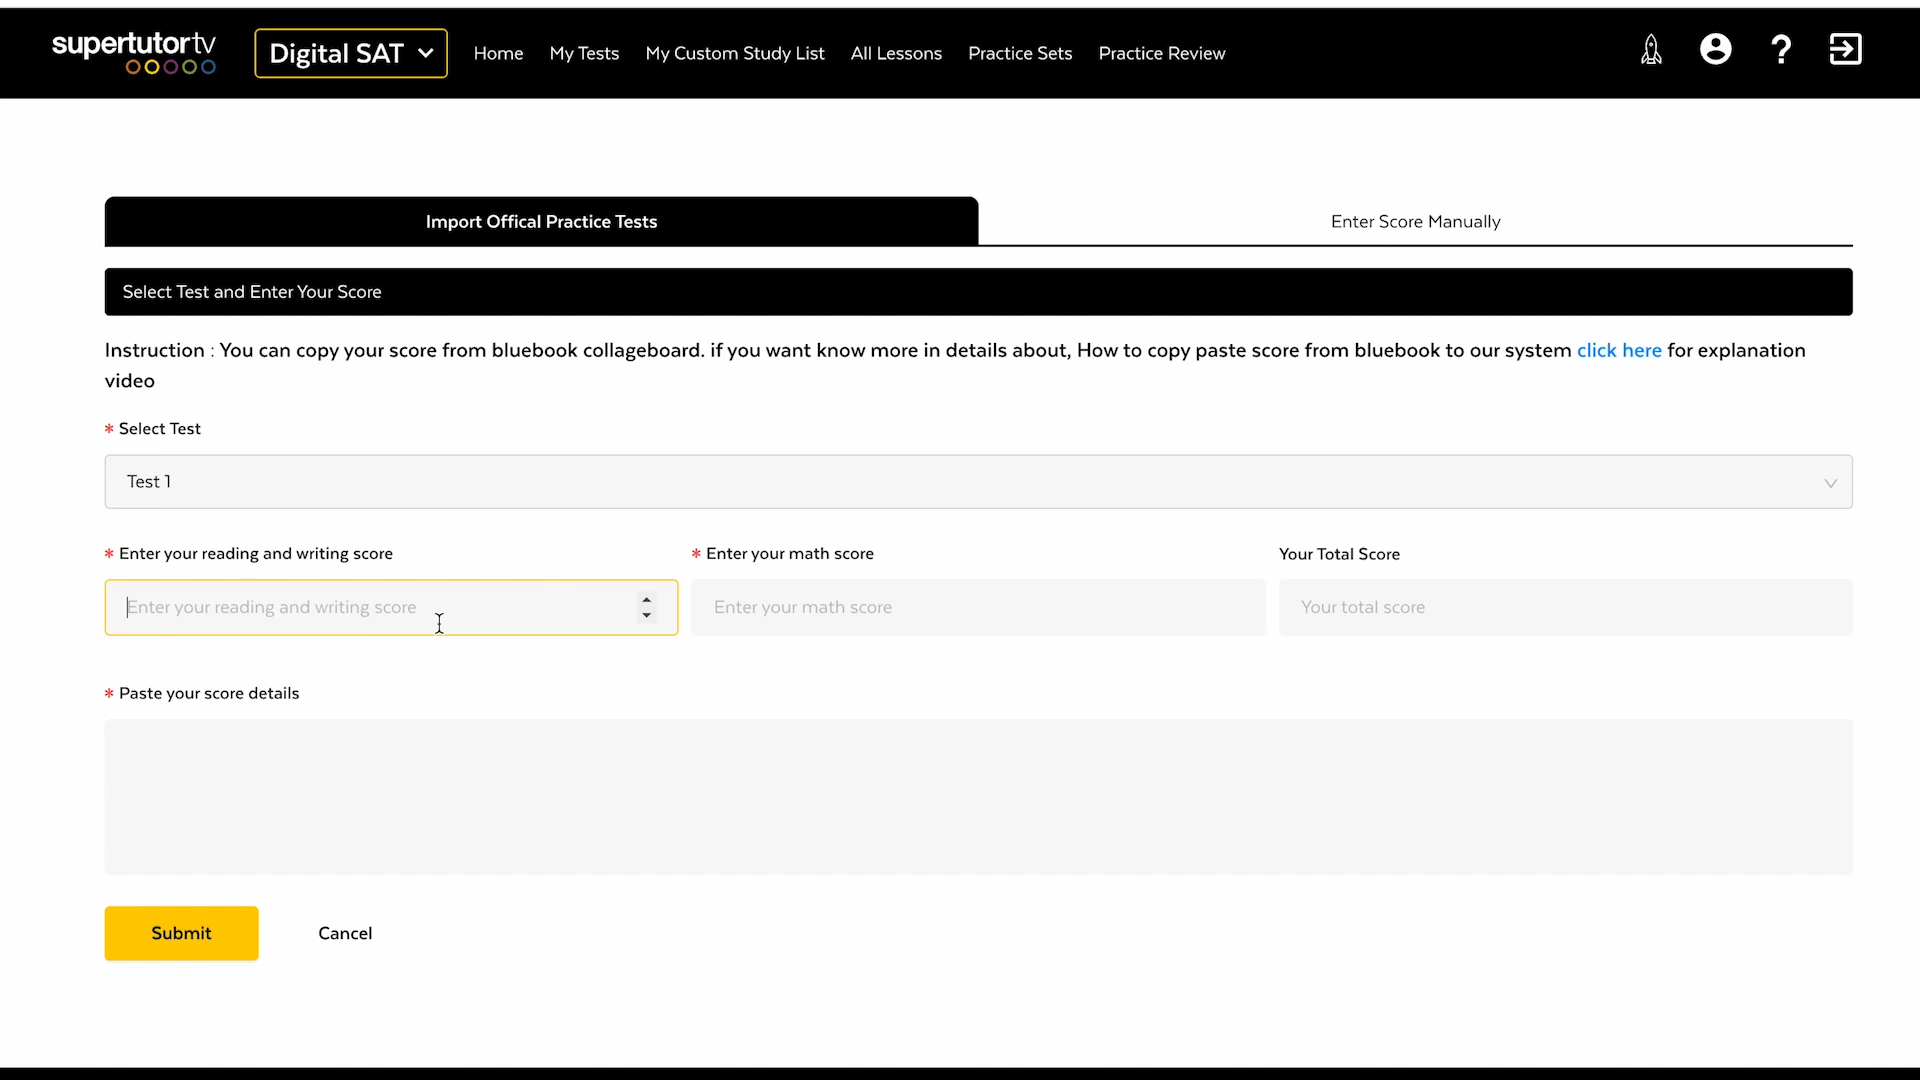 supertutortv
Digital SAT
Home My Tests My Custom Study List All Lessons Practice Sets Practice Review
?
Import Offical Practice Tests
Enter Score Manually
Select Test and Enter Your Score
Instruction : You can copy your score from bluebook collageboard. if you want know more in details about, How to copy paste score from bluebook to our system click here for explanation
video
* Select Test
Test 1
* Enter your reading and writing score
* Enter your math score
Your Total Score
Enter your reading and writing score
Enter your math score
Your total score
* Paste your score details
Submit
Cancel